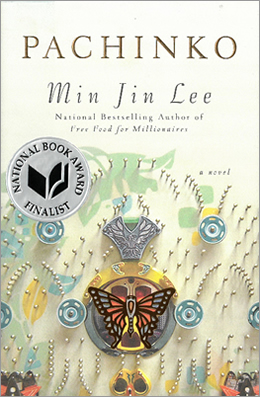 PACHINKO
Min Jin Lee
National Bestselling Author of
Free Food for Millionaires
NATIONAL BOOK AWARD
FINALIST
a novel